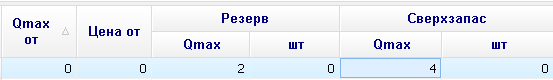 Qmax от
Цена от
Резерв
Сверхзапас
Qmax
шт
Qmax
шт
0
0
2
0
4
0